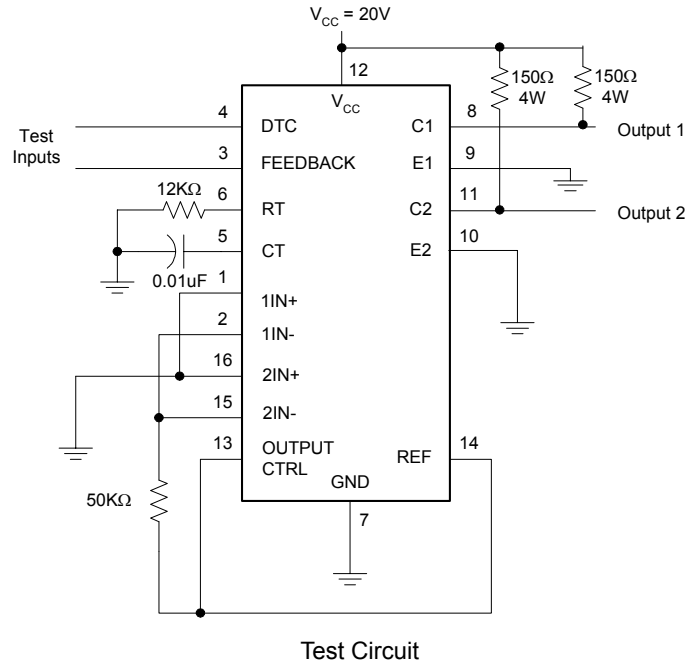 VCC = 20V
12
VCC
150Ω
4W
150Ω
4W
Test
Inputs
4
DTC
C1
8
Output 1
3
FEEDBACK
E1
9
12KΩ
6
RT
C2
11
Output 2
5
CT
E2
10
0.01uF
1
1IN+
2
1IN-
16
2IN+
15
2IN-
13
OUTPUT
CTRL
REF
14
GND
50KΩ
7
Test Circuit